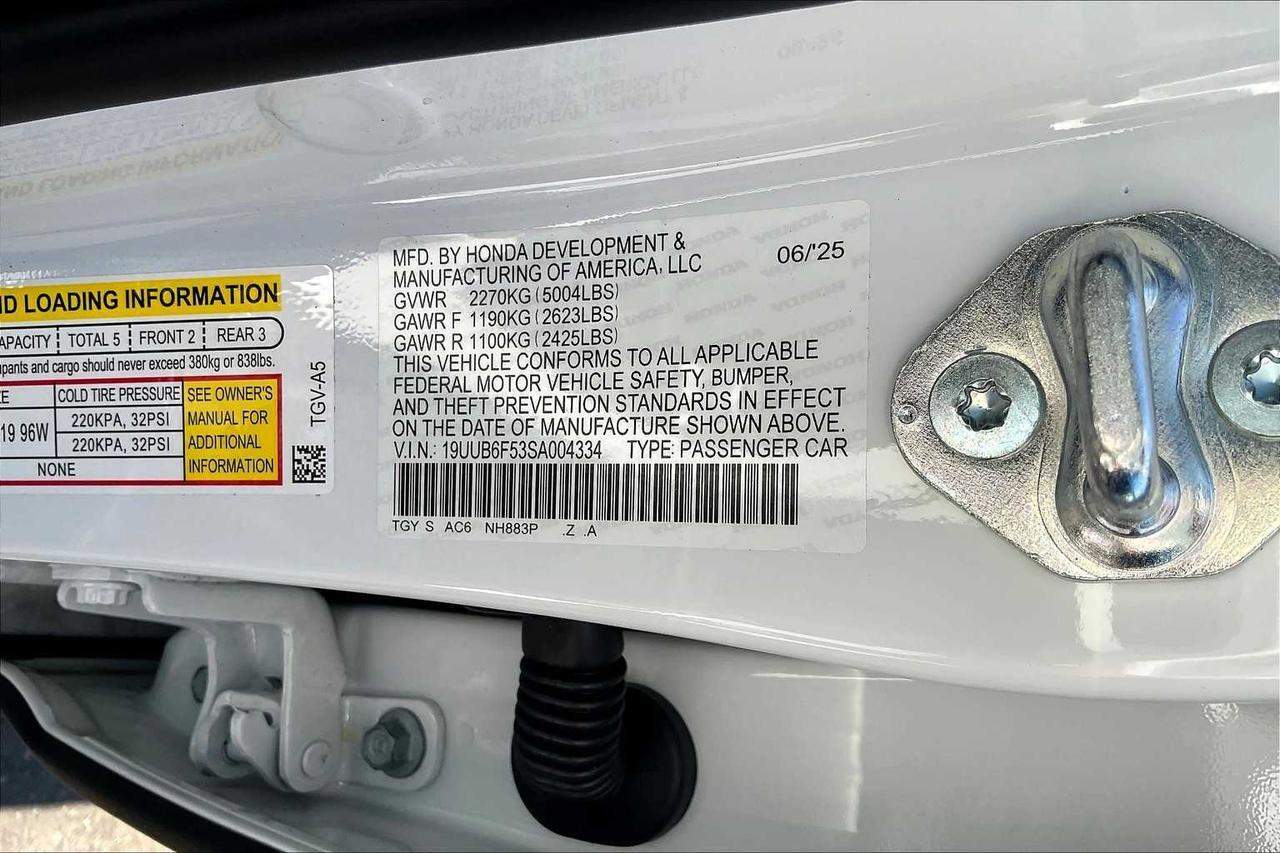 ND LOADING INFORMATION
APACITY TOTAL 5 FRONT 2 REAR 3
pants and cargo should never exceed 380kg or 838lbs.
ZE COLD TIRE PRESSURE SEE OWNER'S
MANUAL FOR
ADDITIONAL
INFORMATION
19 96W 220KPA, 32PSI
220KPA, 32PSI
NONE
TGV-A5
MFD. BY HONDA DEVELOPMENT & 06/'25
MANUFACTURING OF AMERICA, LLC
GVWR 2270KG (5004LBS)
GAWR F 1190KG (2623LBS)
GAWR R 1100KG (2425LBS)
THIS VEHICLE CONFORMS TO ALL APPLICABLE
FEDERAL MOTOR VEHICLE SAFETY, BUMPER,
AND THEFT PREVENTION STANDARDS IN EFFECT
ON THE DATE OF MANUFACTURE SHOWN ABOVE.
V.I.N.: 19UUB6F53SA004334 TYPE: PASSENGER CAR
TGY S AC6 NH883P .Z .A